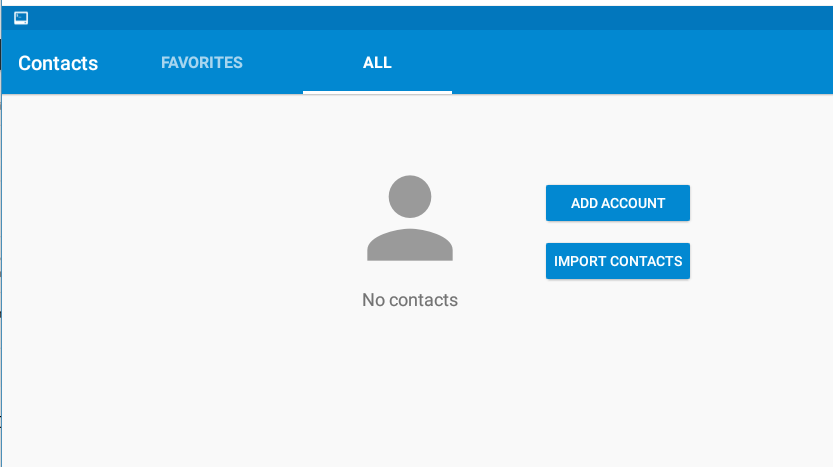 Contacts
FAVORITES
ALL
ADD ACCOUNT
IMPORT CONTACTS
No contacts